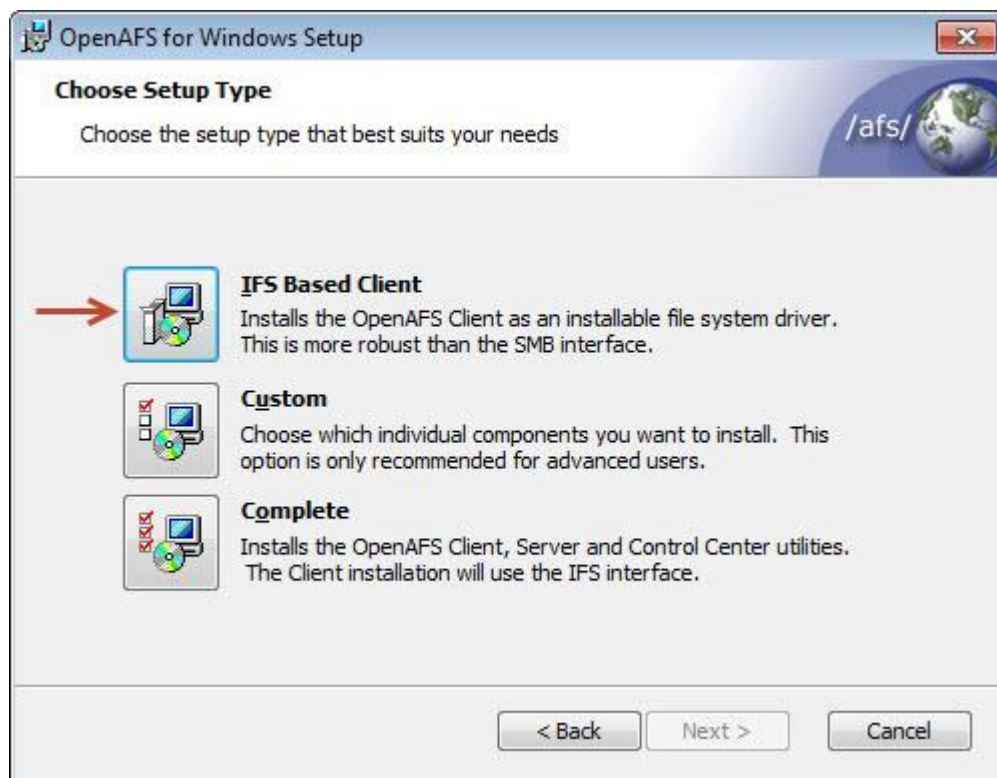 OpenAFS for Windows Setup
Choose Setup Type
Choose the setup type that best suits your needs
/afs/
IFS Based Client
Installs the OpenAFS Client as an installable file system driver.
This is more robust than the SMB interface.
Custom
Choose which individual components you want to install.  This
option is only recommended for advanced users.
Complete
Installs the OpenAFS Client, Server and Control Center utilities.
The Client installation will use the IFS interface.
< Back Next > Cancel